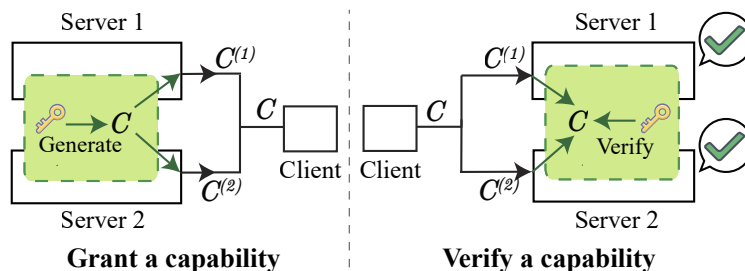 Server 1
C(1)
C
C
Generate
Client
C(2)
Server 2
Grant a capability
Server 1
C(1)
C
C
Verify
Client
C(2)
Server 2
Verify a capability